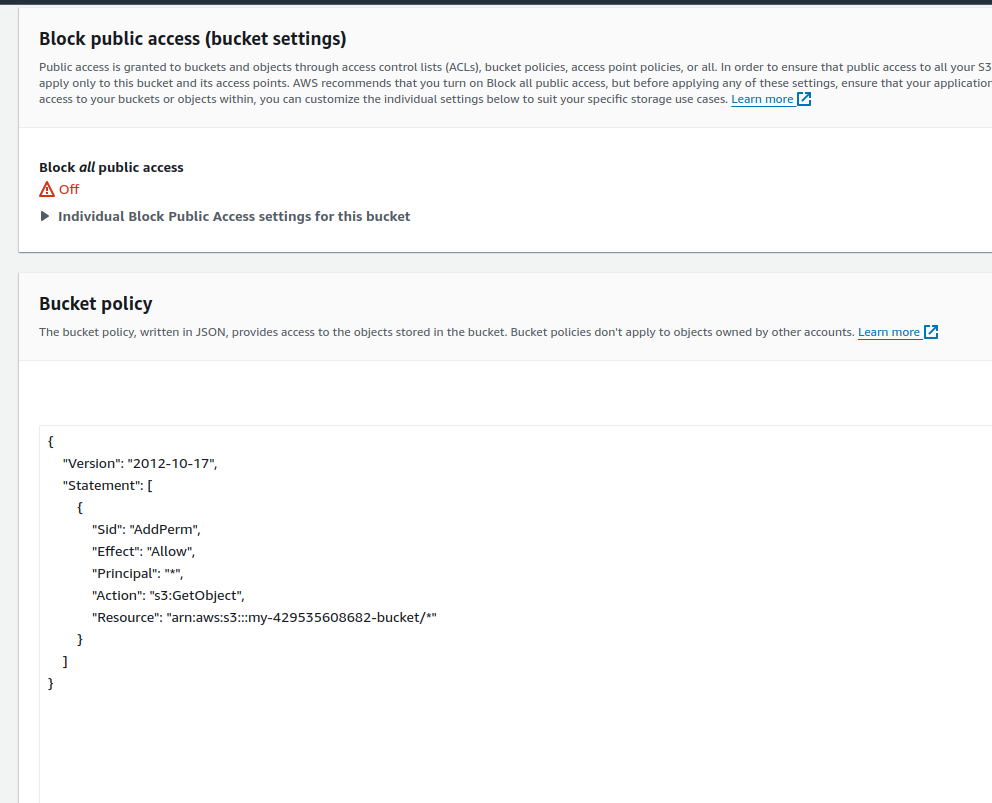 Block public access (bucket settings)
Public access is granted to buckets and objects through access control lists (ACLs), bucket policies, access point policies, or all. In order to ensure that public access to all your S3
apply only to this bucket and its access points. AWS recommends that you turn on Block all public access, but before applying any of these settings, ensure that your application
access to your buckets or objects within, you can customize the individual settings below to suit your specific storage use cases. Learn more
Block all public access
Off
Individual Block Public Access settings for this bucket
Bucket policy
The bucket policy, written in JSON, provides access to the objects stored in the bucket. Bucket policies don't apply to objects owned by other accounts. Learn more
{
"Version": "2012-10-17",
"Statement": [
{
"Sid": "AddPerm",
"Effect": "Allow",
"Principal": "*",
"Action": "s3:GetObject",
"Resource": "arn:aws:s3:::my-429535608682-bucket/*"
}
]
}